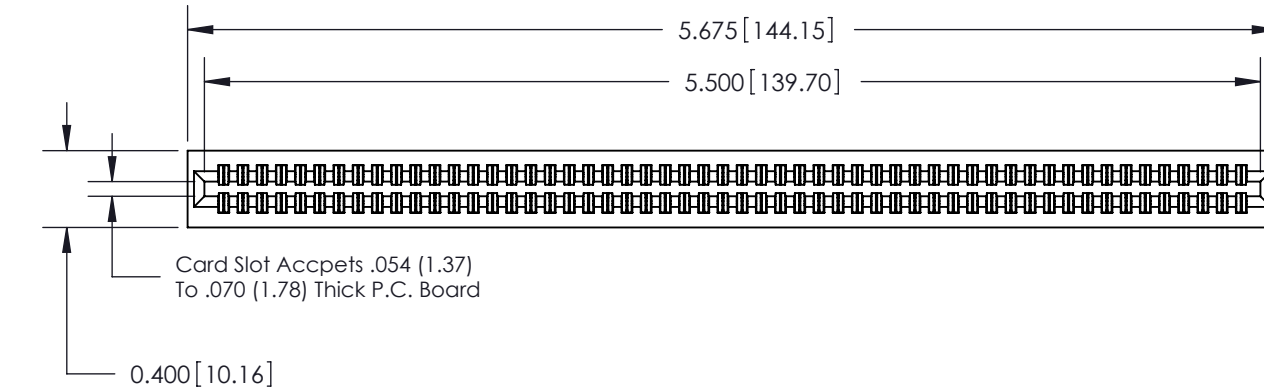 5.675[144.15]
5.500[139.70]
Card Slot Accpets .054 (1.37)
To .070 (1.78) Thick P.C. Board
0.400[10.16]